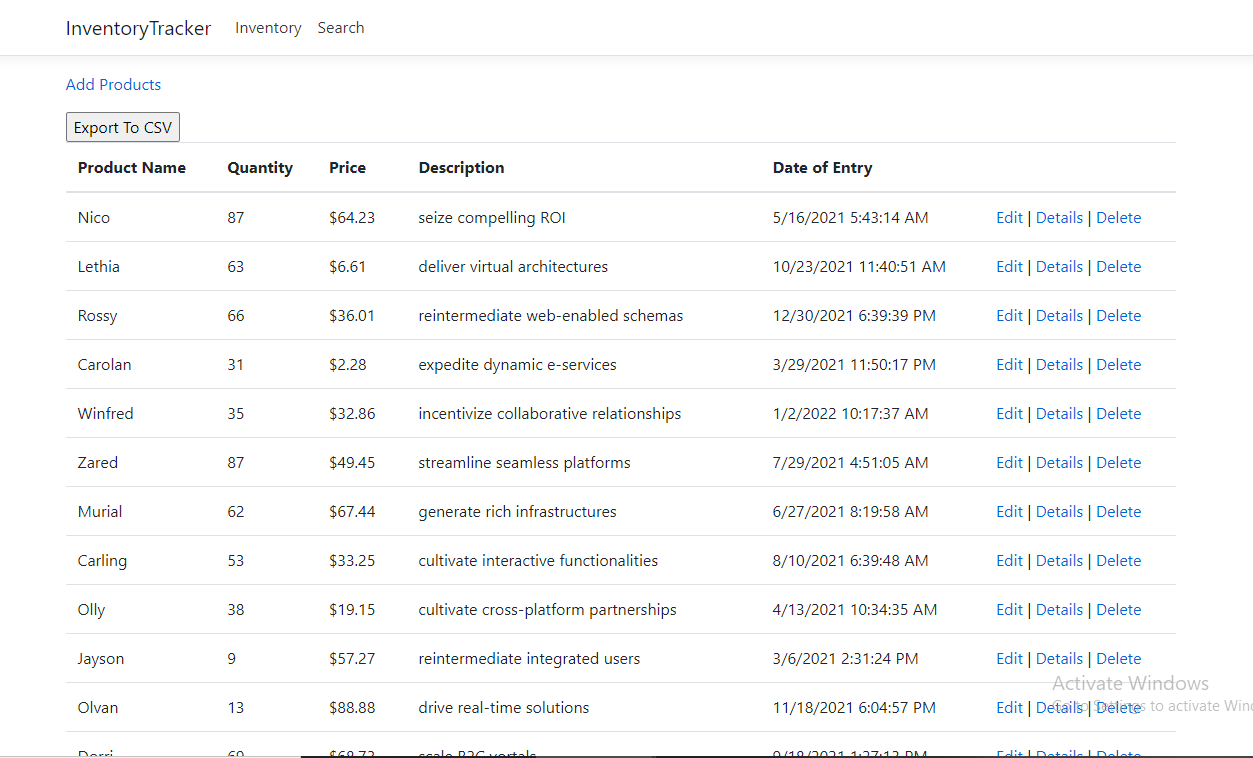 InventoryTracker Inventory Search
Add Products
Export To CSV
Product Name Quantity Price Description Date of Entry
Nico 87 $64.23 seize compelling ROI 5/16/2021 5:43:14 AM Edit | Details | Delete
Lethia 63 $6.61 deliver virtual architectures 10/23/2021 11:40:51 AM Edit | Details | Delete
Rossy 66 $36.01 reintermediate web-enabled schemas 12/30/2021 6:39:39 PM Edit | Details | Delete
Carolan 31 $2.28 expedite dynamic e-services 3/29/2021 11:50:17 PM Edit | Details | Delete
Winfred 35 $32.86 incentivize collaborative relationships 1/2/2022 10:17:37 AM Edit | Details | Delete
Zared 87 $49.45 streamline seamless platforms 7/29/2021 4:51:05 AM Edit | Details | Delete
Murial 62 $67.44 generate rich infrastructures 6/27/2021 8:19:58 AM Edit | Details | Delete
Carling 53 $33.25 cultivate interactive functionalities 8/10/2021 6:39:48 AM Edit | Details | Delete
Olly 38 $19.15 cultivate cross-platform partnerships 4/13/2021 10:34:35 AM Edit | Details | Delete
Jayson 9 $57.27 reintermediate integrated users 3/6/2021 2:31:24 PM Edit | Details | Delete
Activate Windows
Olvan 13 $88.88 drive real-time solutions 11/18/2021 6:04:57 PM Edit | Details | Delete
Go to Settings to activate
Edit | Details | Delete